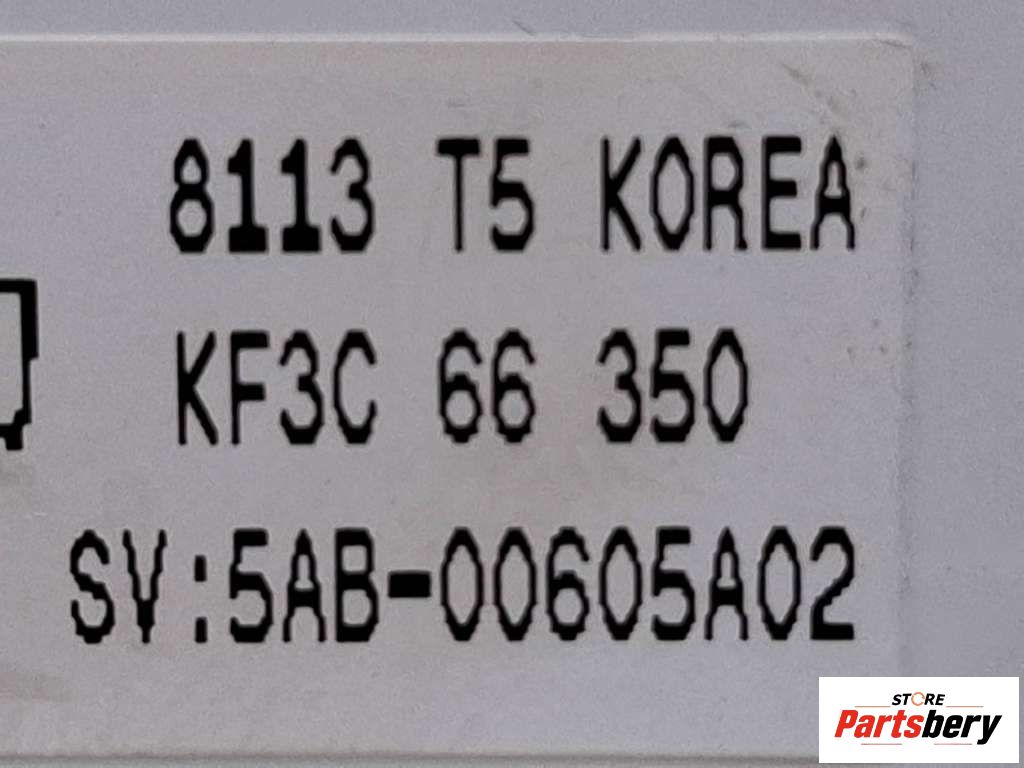 8113 T5 KOREA
KF3C 66 350
SV:5AB-00605A02
STORE
Partsbery